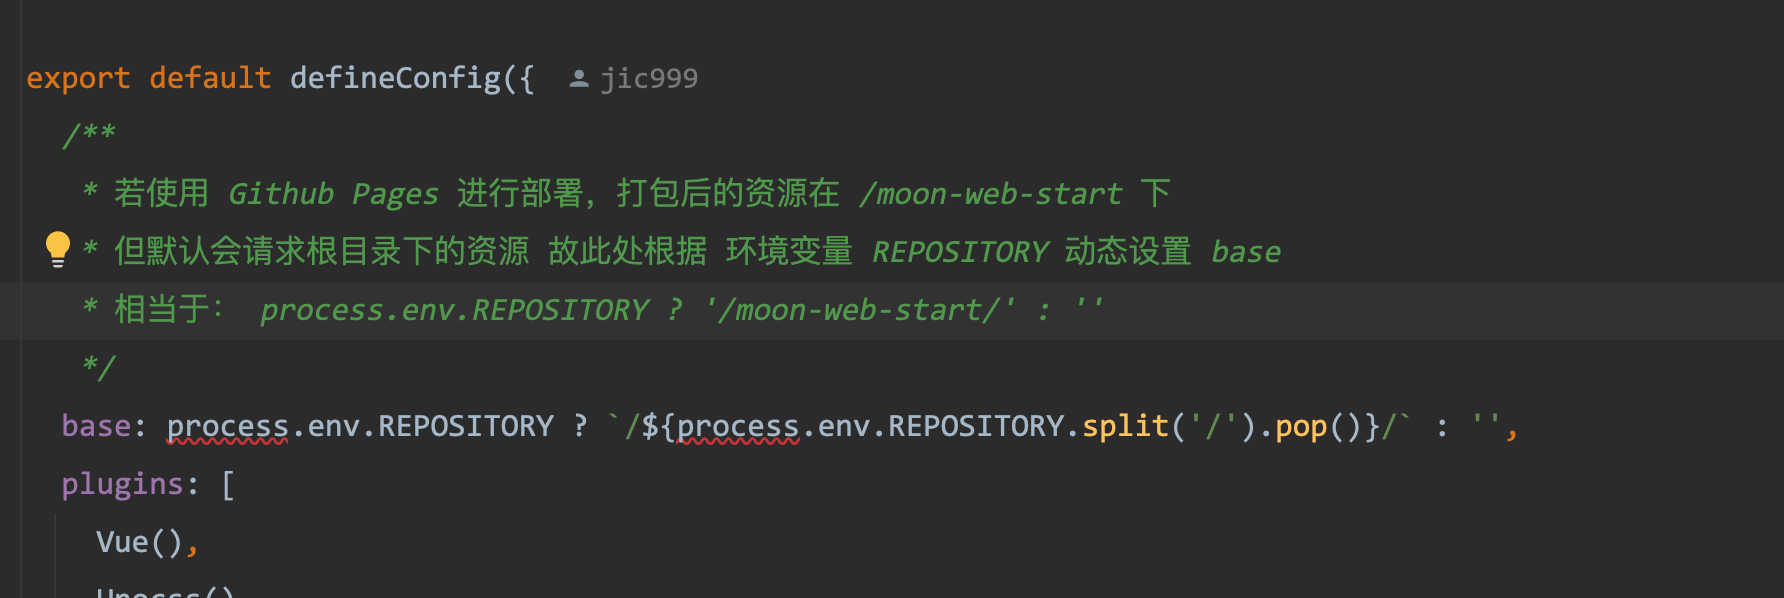 export default defineConfig({ jic999
/**
* 若使用 Github Pages 进行部署，打包后的资源在 /moon-web-start 下
* 但默认会请求根目录下的资源 故此处根据 环境变量 REPOSITORY 动态设置 base
* 相当于： process.env.REPOSITORY ? '/moon-web-start/' : ''
*/
base: process.env.REPOSITORY ? `/${process.env.REPOSITORY.split('/').pop()}/` : '',
plugins: [
Vue(),
Unocss()